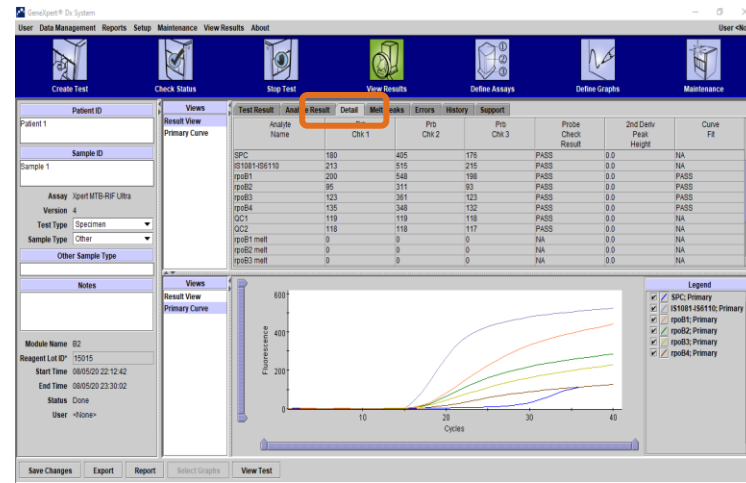 GeneXpert® Dx System
User Data Management Reports Setup Maintenance View Results About
User <No
Create Test Check Status Stop Test View Results Define Assays Define Graphs Maintenance
Patient ID
Patient 1
Sample ID
Sample 1
Assay Xpert MTB-RIF Ultra
Version 4
Test Type Specimen
Sample Type Other
Other Sample Type
Notes
Module Name B2
Reagent Lot ID* 15015
Start Time 08/05/20 22:12:42
End Time 08/05/20 23:30:02
Status Done
User <None>
Views
Result View
Primary Curve
Test Result Analyte Result Detail Melt Peaks Errors History Support
Analyte Name Prb Chk 1 Prb Chk 2 Prb Chk 3 Probe Check Result 2nd Deriv Peak Height Curve Fit
SPC 180 405 176 PASS 0.0 NA
IS1081-IS6110 213 515 215 PASS 0.0 NA
rpoB1 200 548 198 PASS 0.0 PASS
rpoB2 95 311 93 PASS 0.0 PASS
rpoB3 123 361 123 PASS 0.0 PASS
rpoB4 135 348 132 PASS 0.0 PASS
QC1 119 119 118 PASS 0.0 NA
QC2 118 118 117 PASS 0.0 NA
rpoB1 melt 0 0 0 NA 0.0 NA
rpoB2 melt 0 0 0 NA 0.0 NA
rpoB3 melt 0 0 0 NA 0.0 NA
Views
Result View
Primary Curve
Fluorescence
600
400
200
0
10 20 30 40
Cycles
Legend
SPC; Primary
IS1081-IS6110; Primary
rpoB1; Primary
rpoB2; Primary
rpoB3; Primary
rpoB4; Primary
Save Changes Export Report Select Graphs View Test